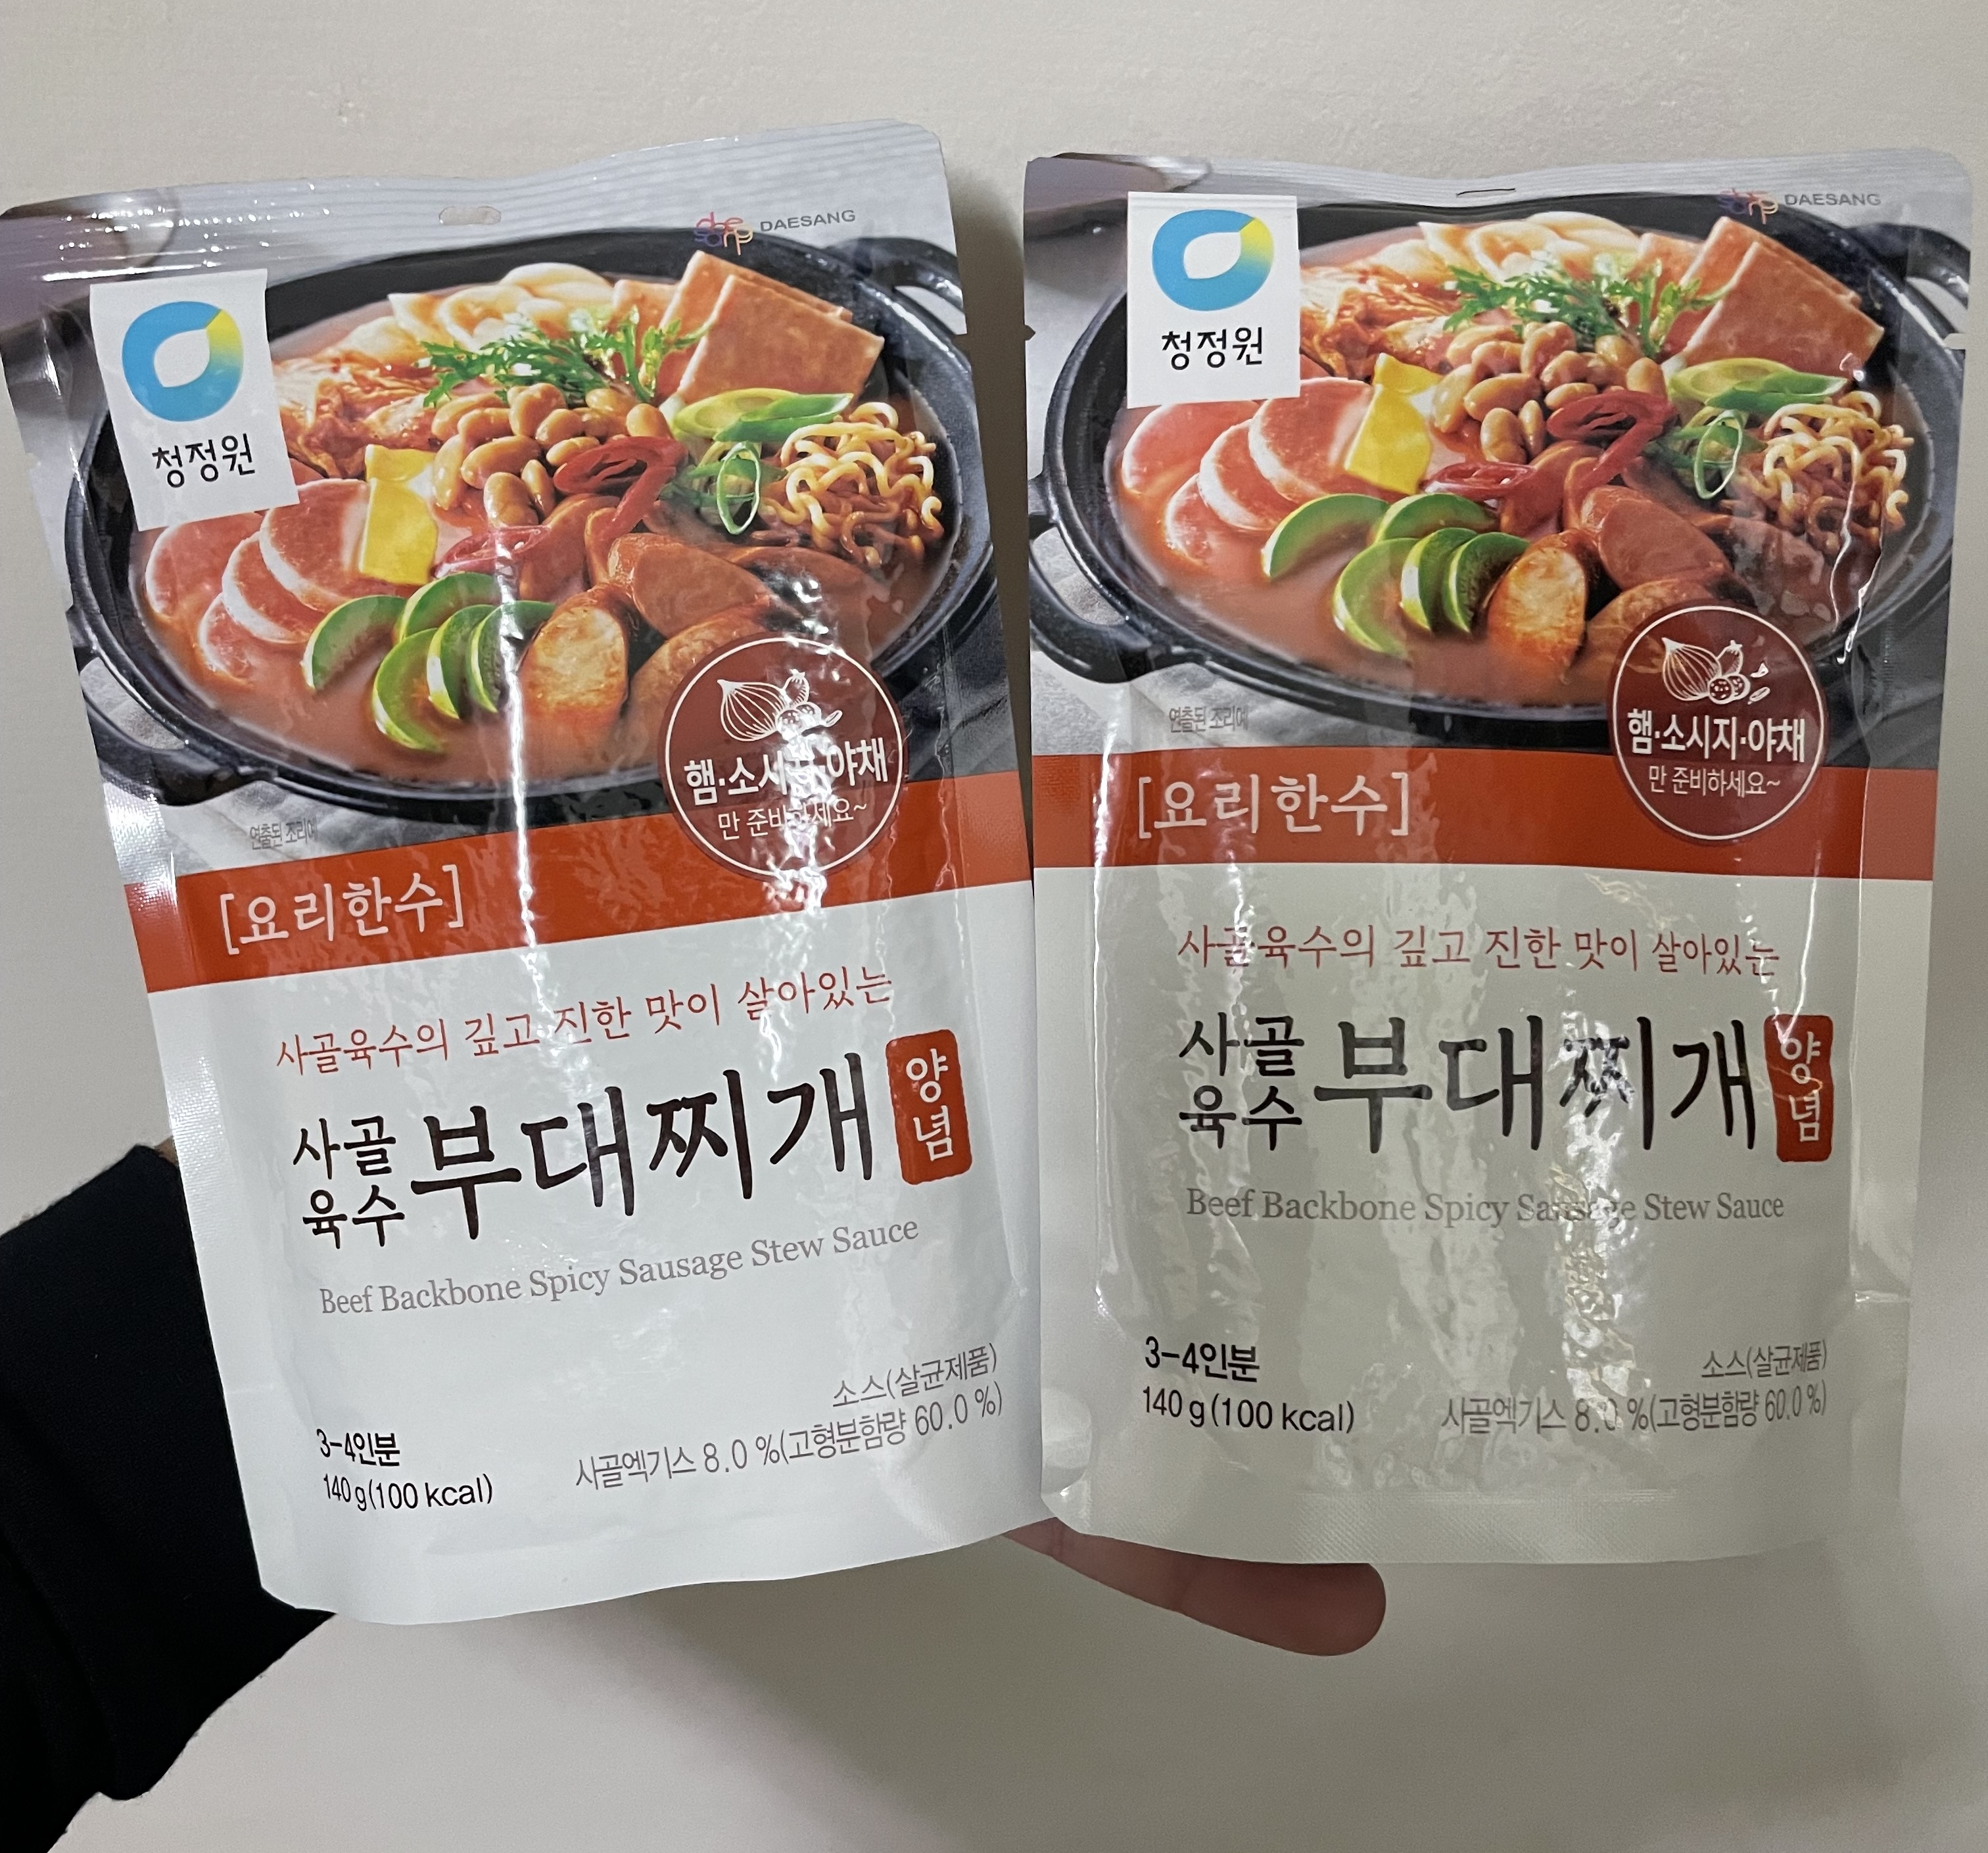 DAESANG
청정원
햄·소시지·야채
만 준비하세요~
연출된 조리예
[요리한수]
사골육수의 깊고 진한 맛이 살아있는
사골
육수
부대찌개
양념
Beef Backbone Spicy Sausage Stew Sauce
소스(살균제품)
3-4인분
사골엑기스 8.0 %(고형분함량 60.0 %)
140 g(100 kcal)
DAESANG
청정원
햄·소시지·야채
만 준비하세요~
연출된 조리예
[요리한수]
사골육수의 깊고 진한 맛이 살아있는
사골
육수
부대찌개
양념
Beef Backbone Spicy Sausage Stew Sauce
3-4인분
소스(살균제품)
140 g(100 kcal)
사골엑기스 8.0 %(고형분함량 60.0 %)